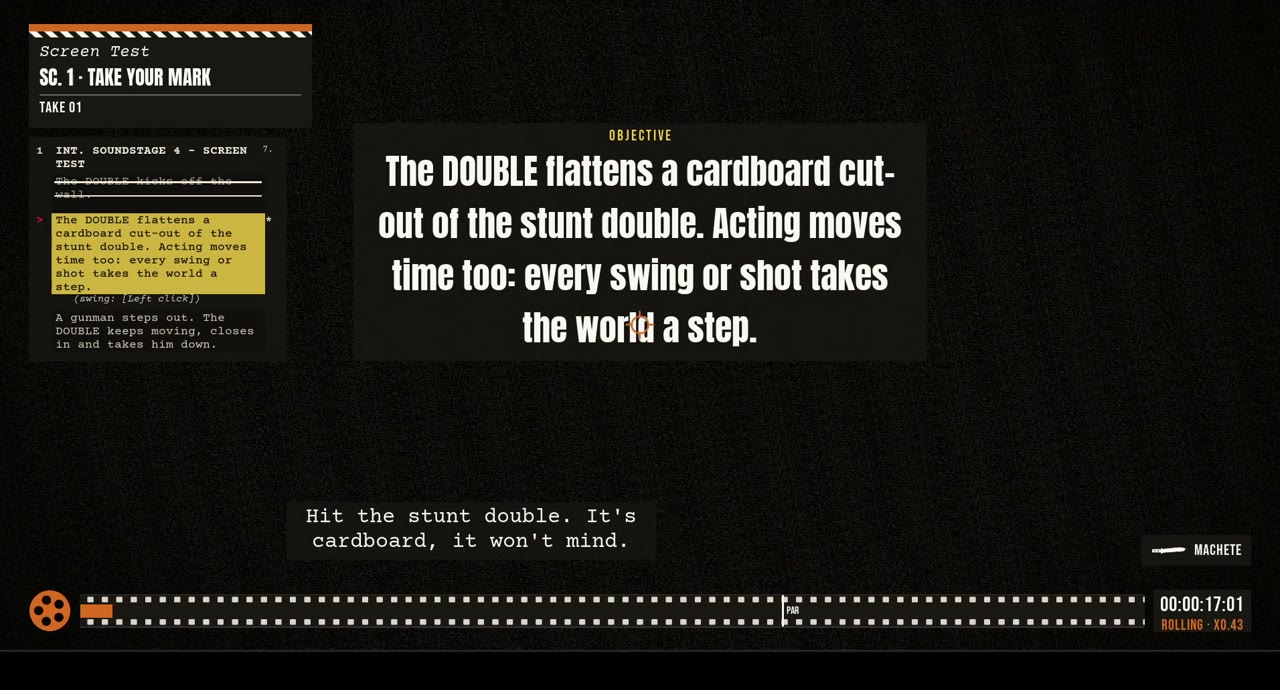 Screen Test
SC. 1 · TAKE YOUR MARK
TAKE 01
1 INT. SOUNDSTAGE 4 – SCREEN 7.
TEST
The DOUBLE kicks off the
wall.
> The DOUBLE flattens a *
cardboard cut-out of the
stunt double. Acting moves
time too: every swing or
shot takes the world a
step.
(swing: [Left click])
A gunman steps out. The
DOUBLE keeps moving, closes
in and takes him down.
OBJECTIVE
The DOUBLE flattens a cardboard cut-
out of the stunt double. Acting moves
time too: every swing or shot takes
the world a step.
Hit the stunt double. It's
cardboard, it won't mind.
MACHETE
PAR
00:00:17:01
ROLLING · X0.43